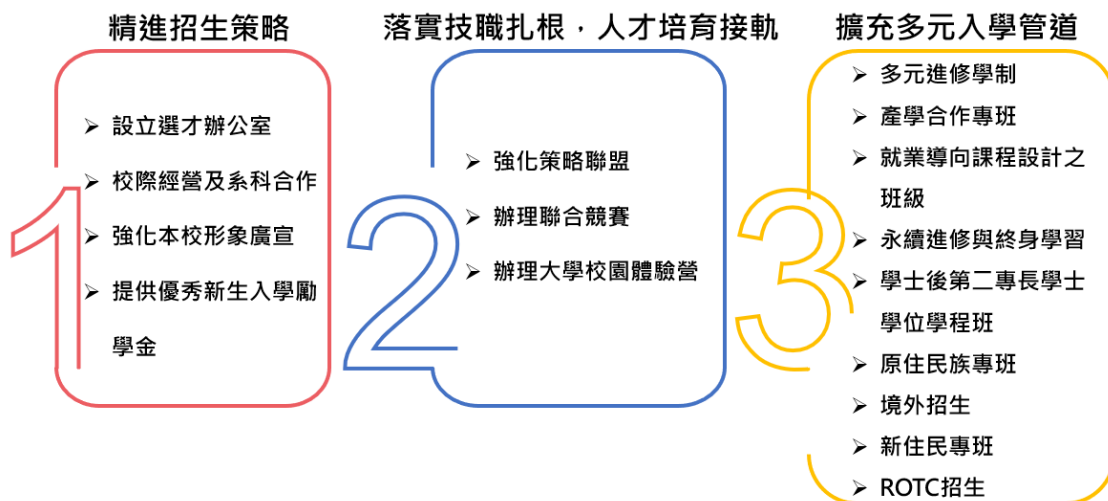 精進招生策略
1
➢ 設立選才辦公室
➢ 校際經營及系科合作
➢ 強化本校形象廣宣
➢ 提供優秀新生入學勵
學金
落實技職扎根，人才培育接軌
2
➢ 強化策略聯盟
➢ 辦理聯合競賽
➢ 辦理大學校園體驗營
擴充多元入學管道
3
➢ 多元進修學制
➢ 產學合作專班
➢ 就業導向課程設計之
班級
➢ 永續進修與終身學習
➢ 學士後第二專長學士
學位學程班
➢ 原住民族專班
➢ 境外招生
➢ 新住民專班
➢ ROTC招生